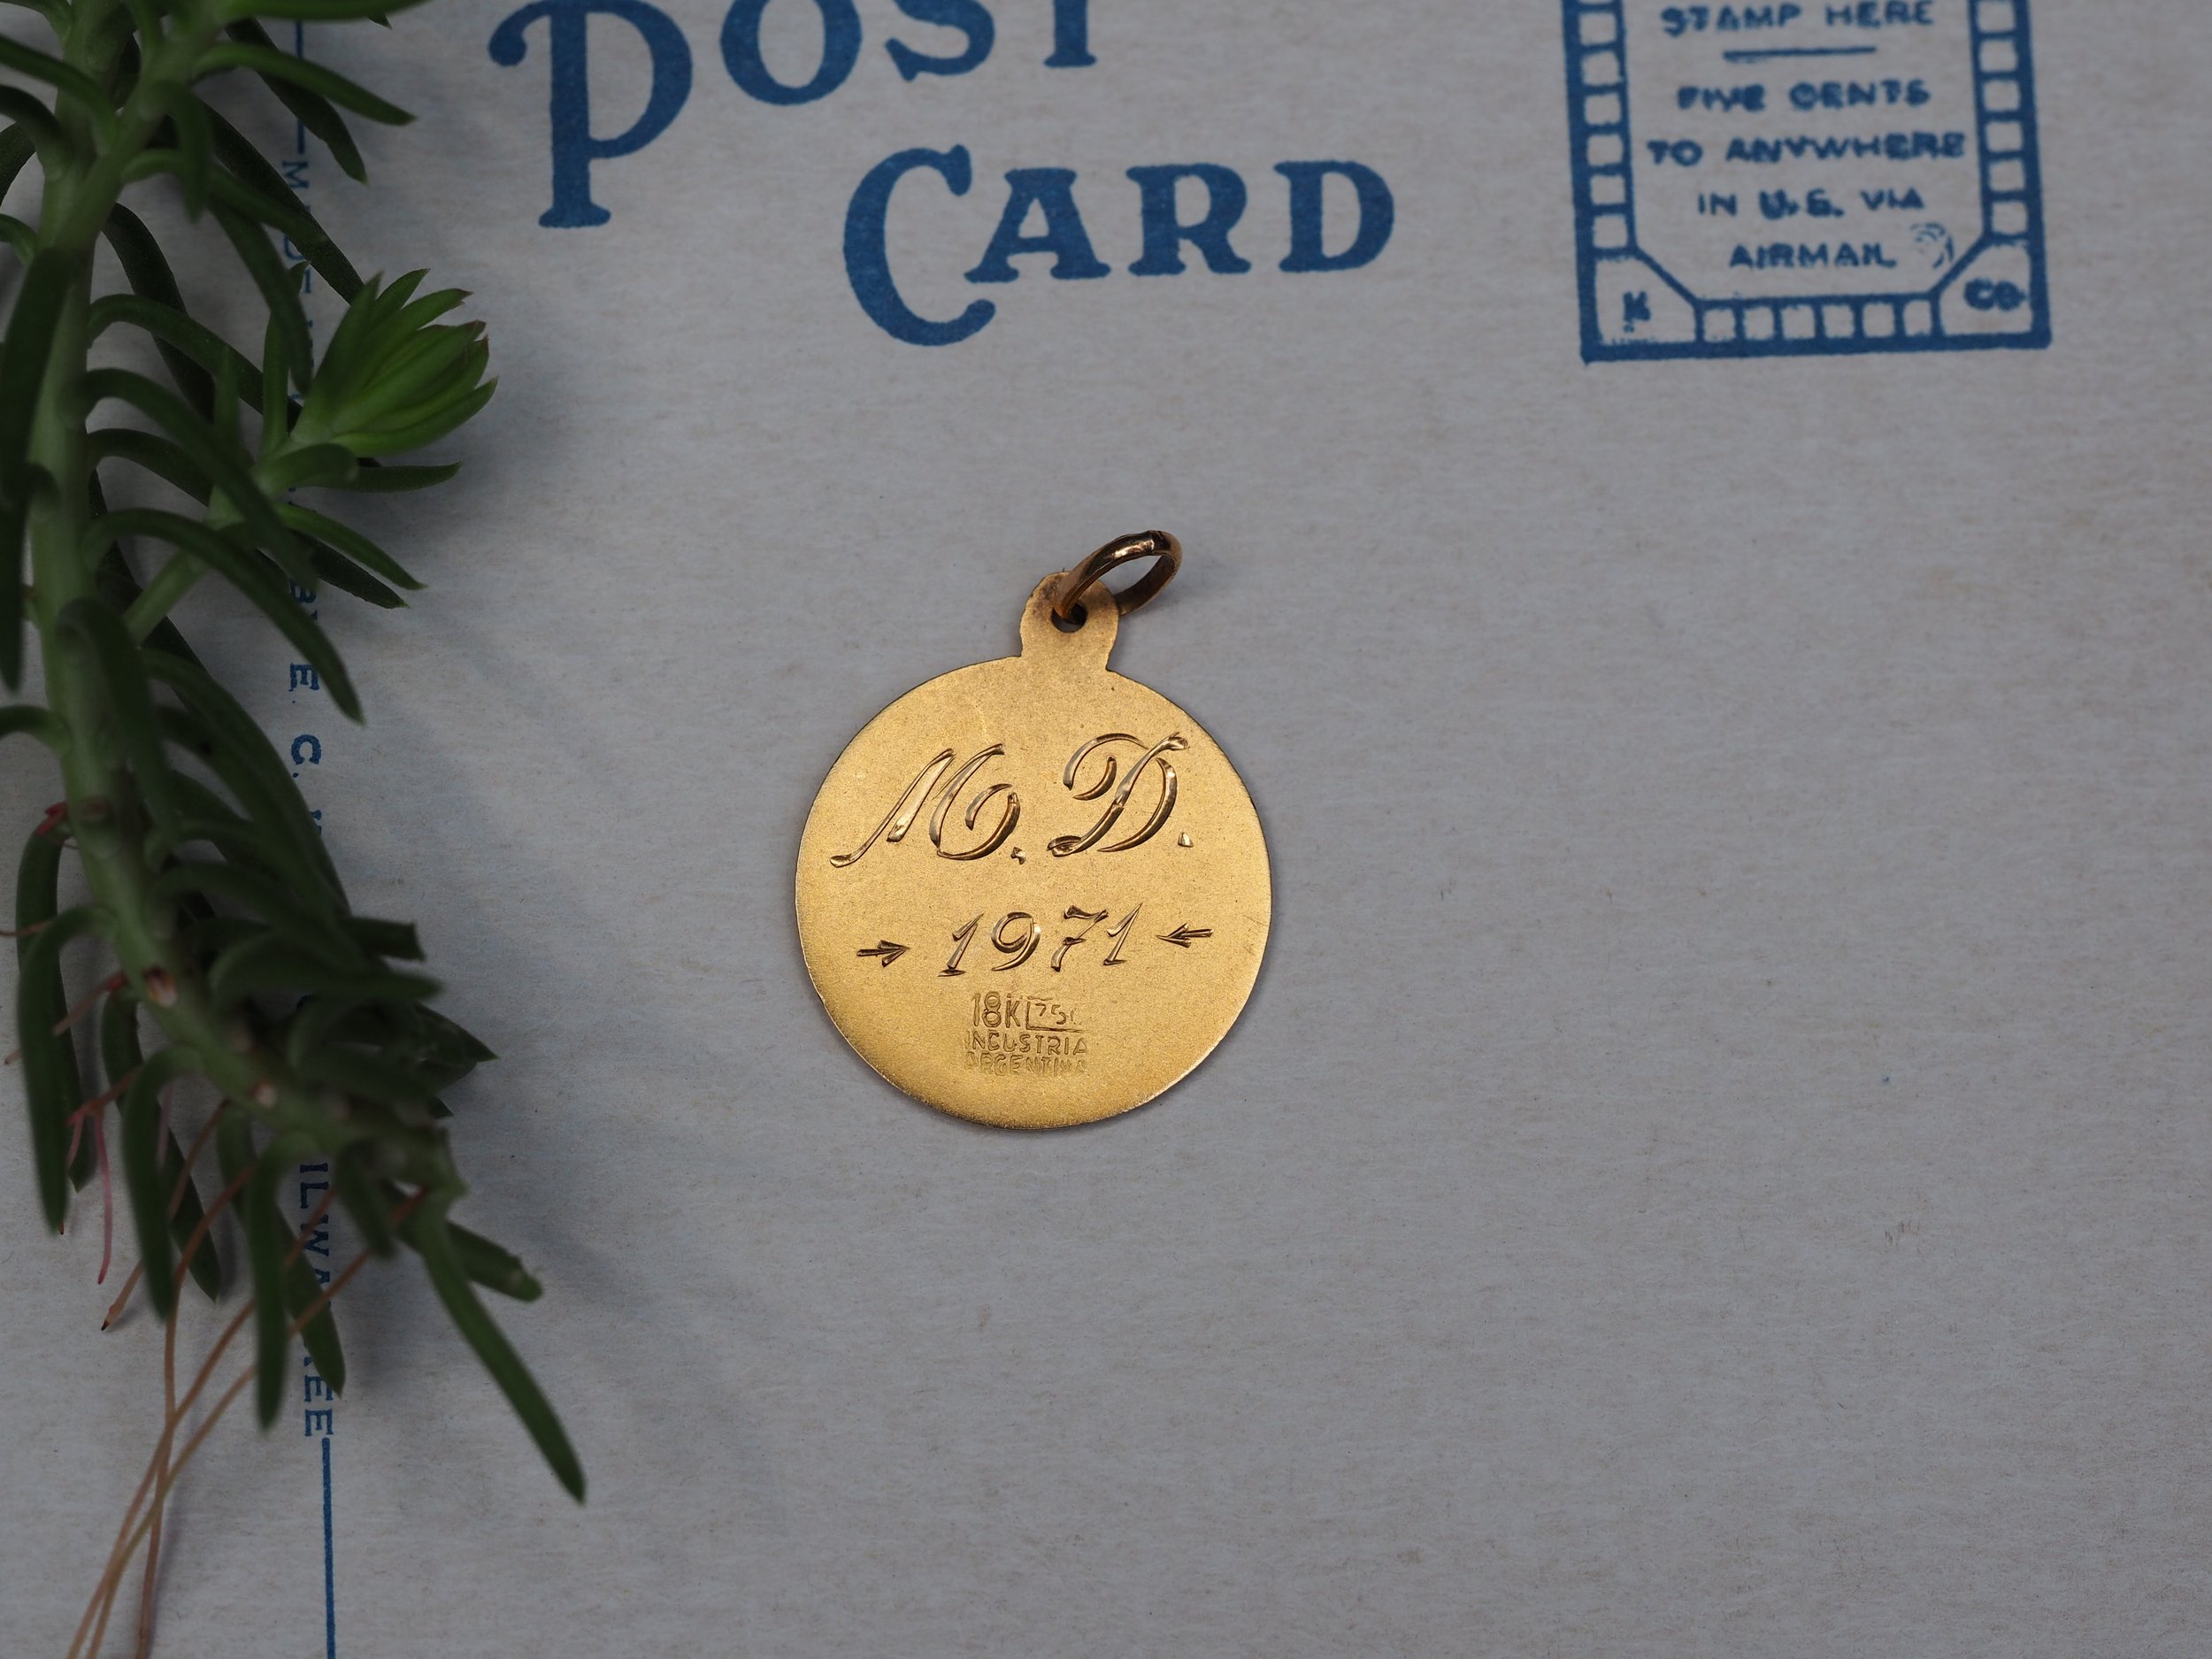 POST
CARD
STAMP HERE
FIVE CENTS
TO ANYWHERE
IN U.S. VIA
AIRMAIL
K
Co
M. D.
→ 1971 ←
18K 750
INDUSTRIA
ARGENTINA